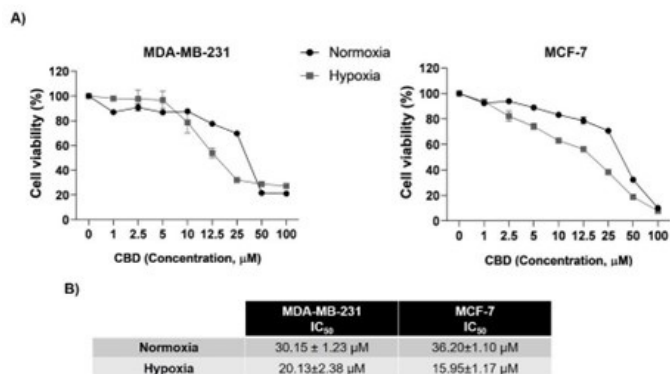 A)
MDA-MB-231
Normoxia
Hypoxia
MCF-7
Cell viability (%)
120
100
80
60
40
20
0
0 1 2.5 5 10 12.5 25 50 100
CBD (Concentration, µM)
Cell viability (%)
120
100
80
60
40
20
0
0 1 2.5 5 10 12.5 25 50 100
CBD (Concentration, µM)
B)
MDA-MB-231 MCF-7
IC50 IC50
Normoxia 30.15 ± 1.23 µM 36.20±1.10 µM
Hypoxia 20.13±2.38 µM 15.95±1.17 µM